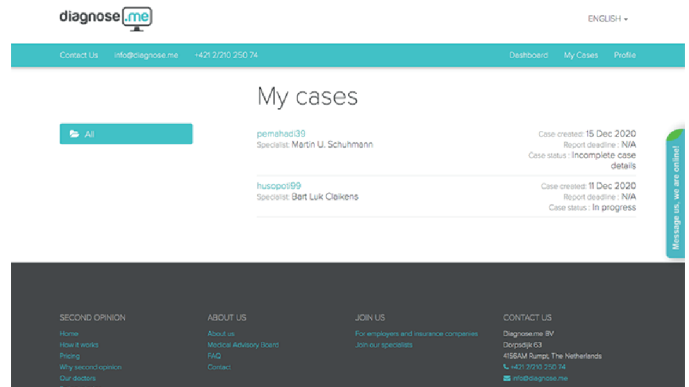 diagnose.me
ENGLISH
Contact Us info@diagnose.me +421 2/210 250 74 Dashboard My Cases Profile
My cases
All
pemahadi39
Specialist: Martin U. Schuhmann
Case created: 15 Dec 2020
Report deadline : N/A
Case status : Incomplete case
details
husopoti99
Specialist: Bart Luk Claikens
Case created: 11 Dec 2020
Report deadline : N/A
Case status : In progress
Message us, we are online!
SECOND OPINION
Home
How it works
Pricing
Why second opinion
Our doctors
ABOUT US
About us
Medical Advisory Board
FAQ
Contact
JOIN US
For employers and insurance companies
Join our specialists
CONTACT US
Diagnose.me BV
Dorpsdijk 63
4156AM Rumpt, The Netherlands
+421 2/210 250 74
info@diagnose.me